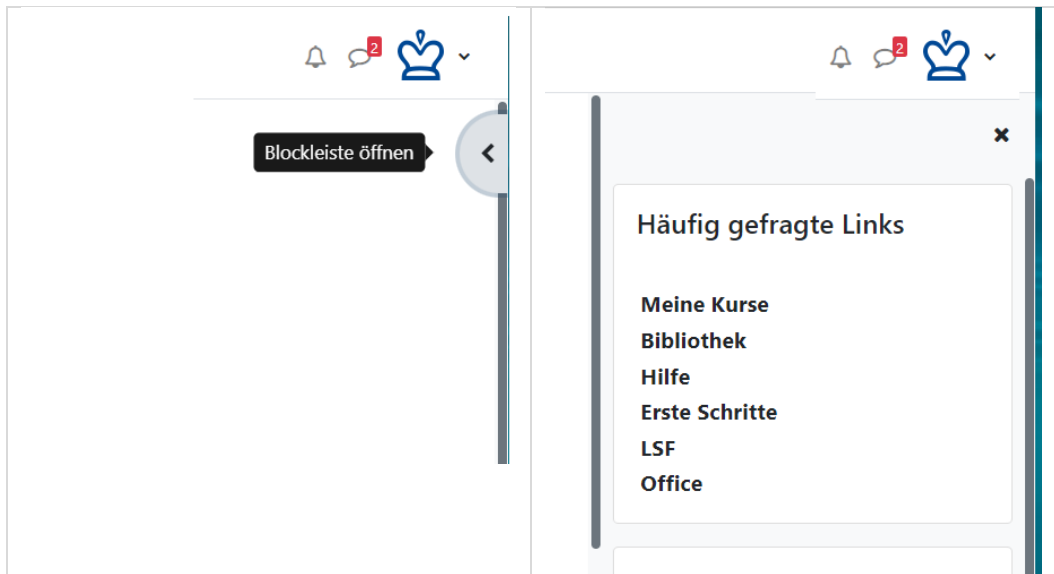 2
Blockleiste öffnen
2
Häufig gefragte Links
Meine Kurse
Bibliothek
Hilfe
Erste Schritte
LSF
Office